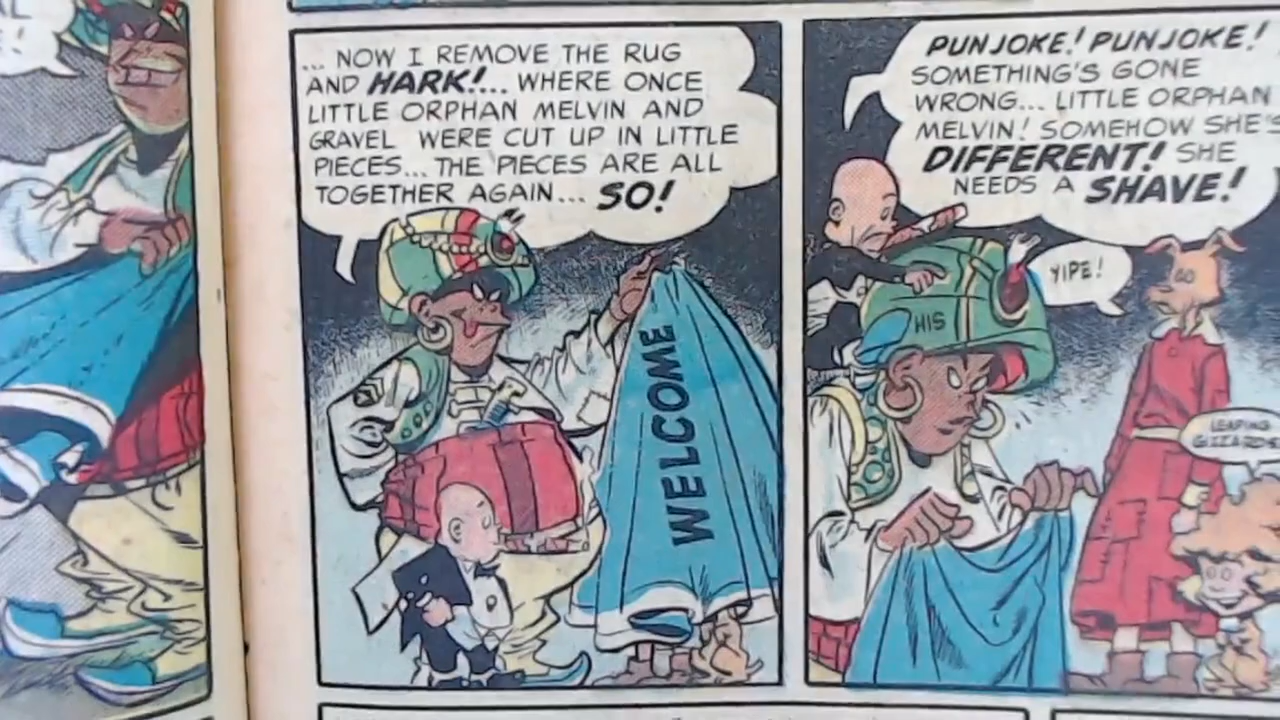 ... NOW I REMOVE THE RUG
AND HARK!... WHERE ONCE
LITTLE ORPHAN MELVIN AND
GRAVEL WERE CUT UP IN LITTLE
PIECES... THE PIECES ARE ALL
TOGETHER AGAIN... SO!
WELCOME
PUNJOKE! PUNJOKE!
SOMETHING'S GONE
WRONG... LITTLE ORPHAN
MELVIN! SOMEHOW SHE'S
DIFFERENT! SHE
NEEDS A SHAVE!
YIPE!
HIS
LEAPING